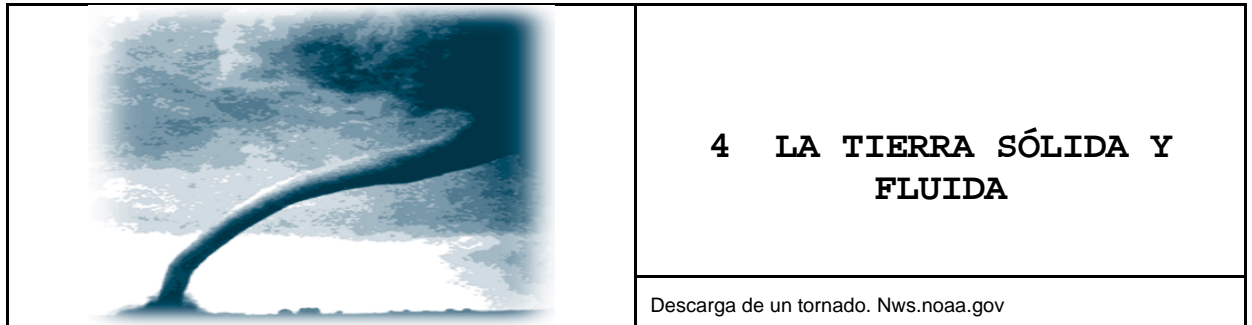 4 LA TIERRA SÓLIDA Y
FLUIDA
Descarga de un tornado. Nws.noaa.gov